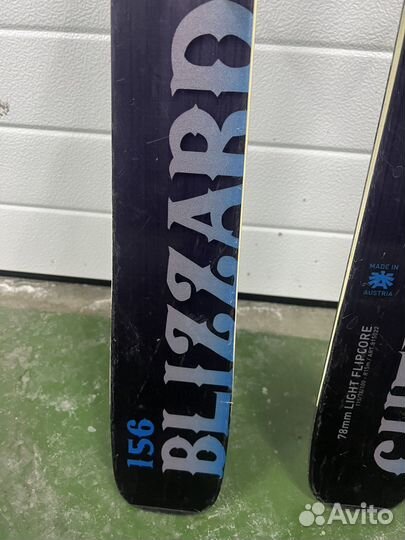 BLIZZARD
156
MADE IN
AUSTRIA
78mm LIGHT FLIPCORE
Avito